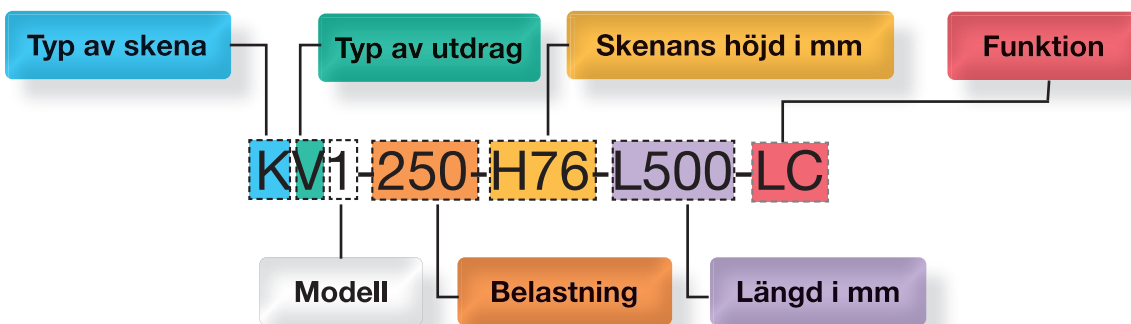 Typ av skena
Typ av utdrag
Skenans höjd i mm
Funktion
KV1-250-H76-L500-LC
Modell
Belastning
Längd i mm